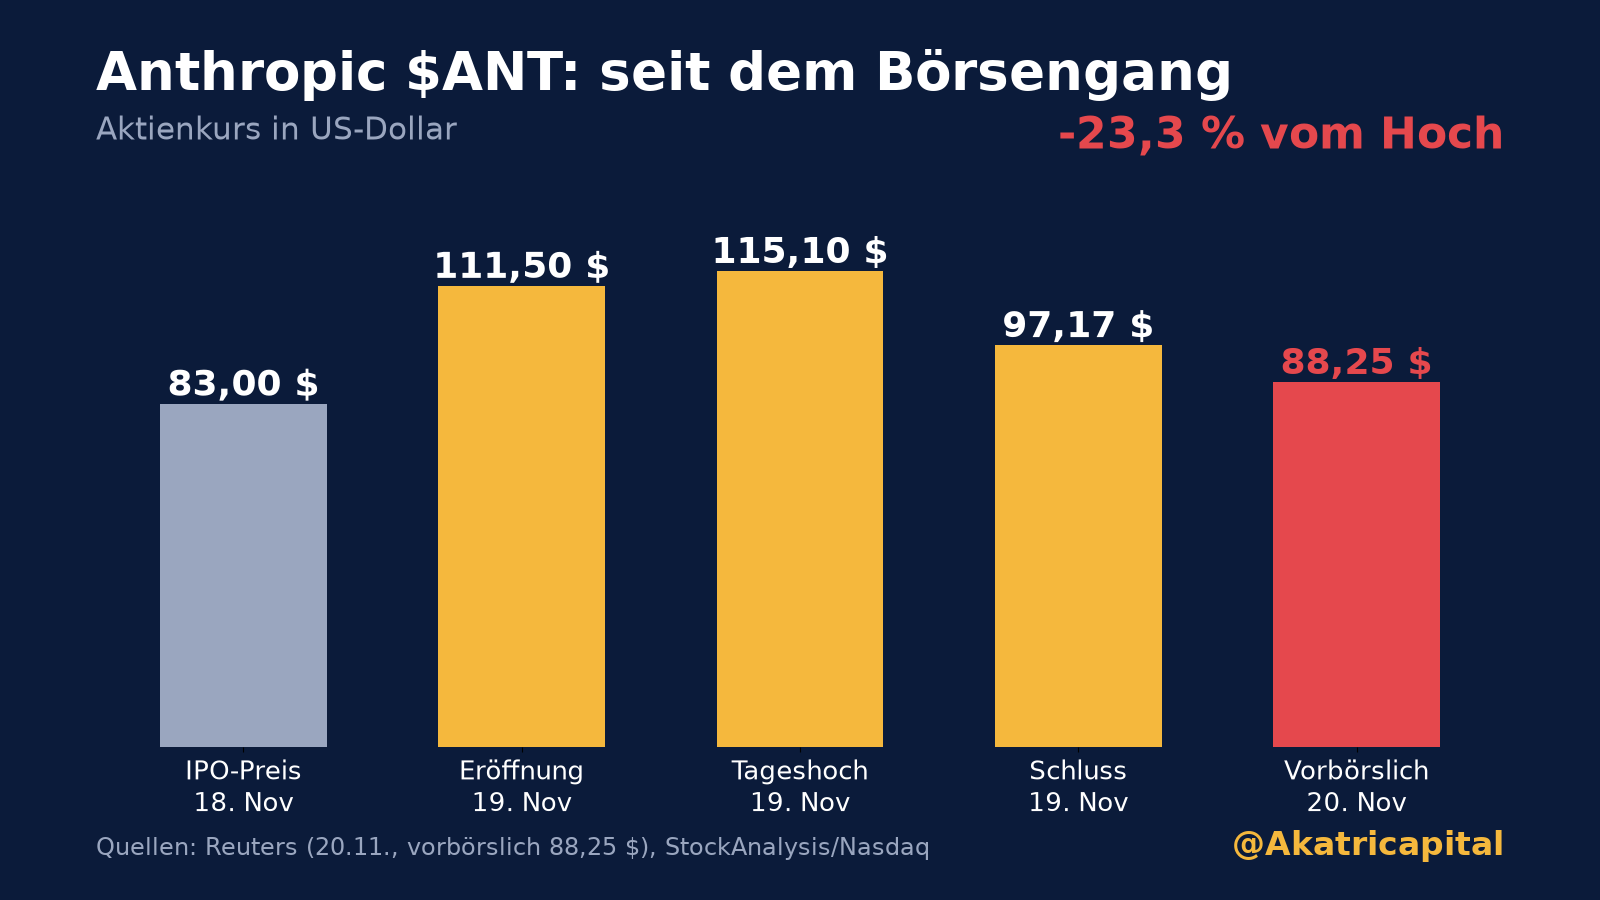 Anthropic $ANT: seit dem Börsengang
Aktienkurs in US-Dollar
-23,3 % vom Hoch
83,00 $
111,50 $
115,10 $
97,17 $
88,25 $
IPO-Preis
18. Nov
Eröffnung
19. Nov
Tageshoch
19. Nov
Schluss
19. Nov
Vorbörslich
20. Nov
Quellen: Reuters (20.11., vorbörslich 88,25 $), StockAnalysis/Nasdaq
@Akatricapital